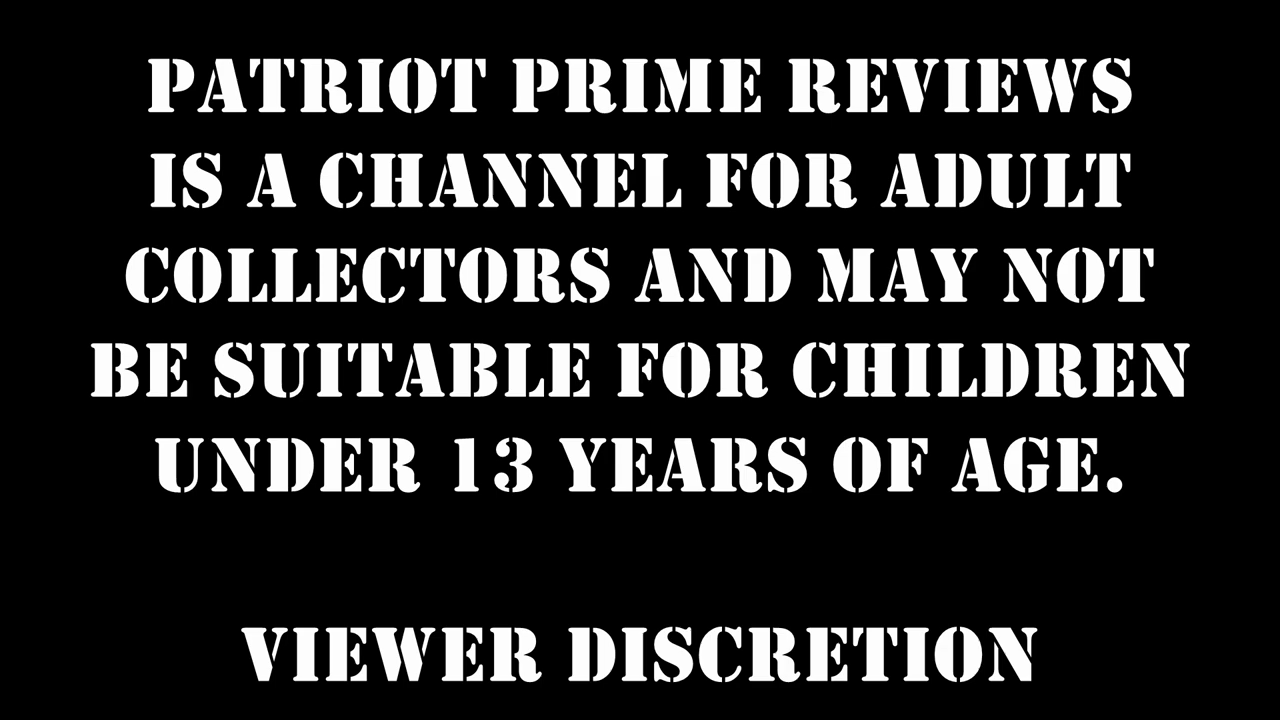 PATRIOT PRIME REVIEWS
IS A CHANNEL FOR ADULT
COLLECTORS AND MAY NOT
BE SUITABLE FOR CHILDREN
UNDER 13 YEARS OF AGE.
VIEWER DISCRETION